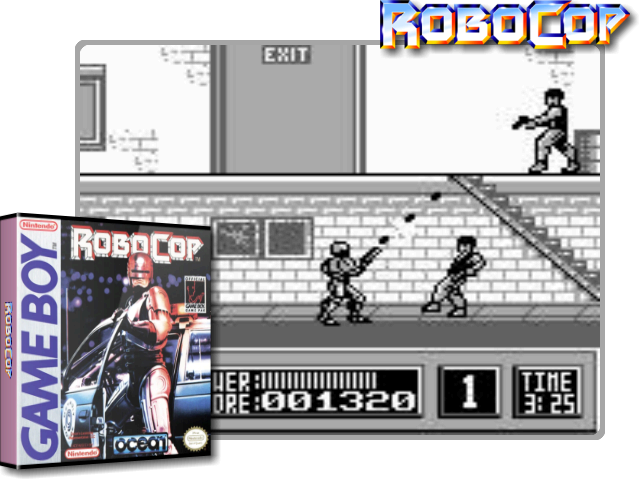 ROBOCOP
EXIT
Nintendo
GAME BOY
ROBOCOP
ROBOCOP
WER:
ORE:001320
1
TIME
3:25
ocean
Nintendo